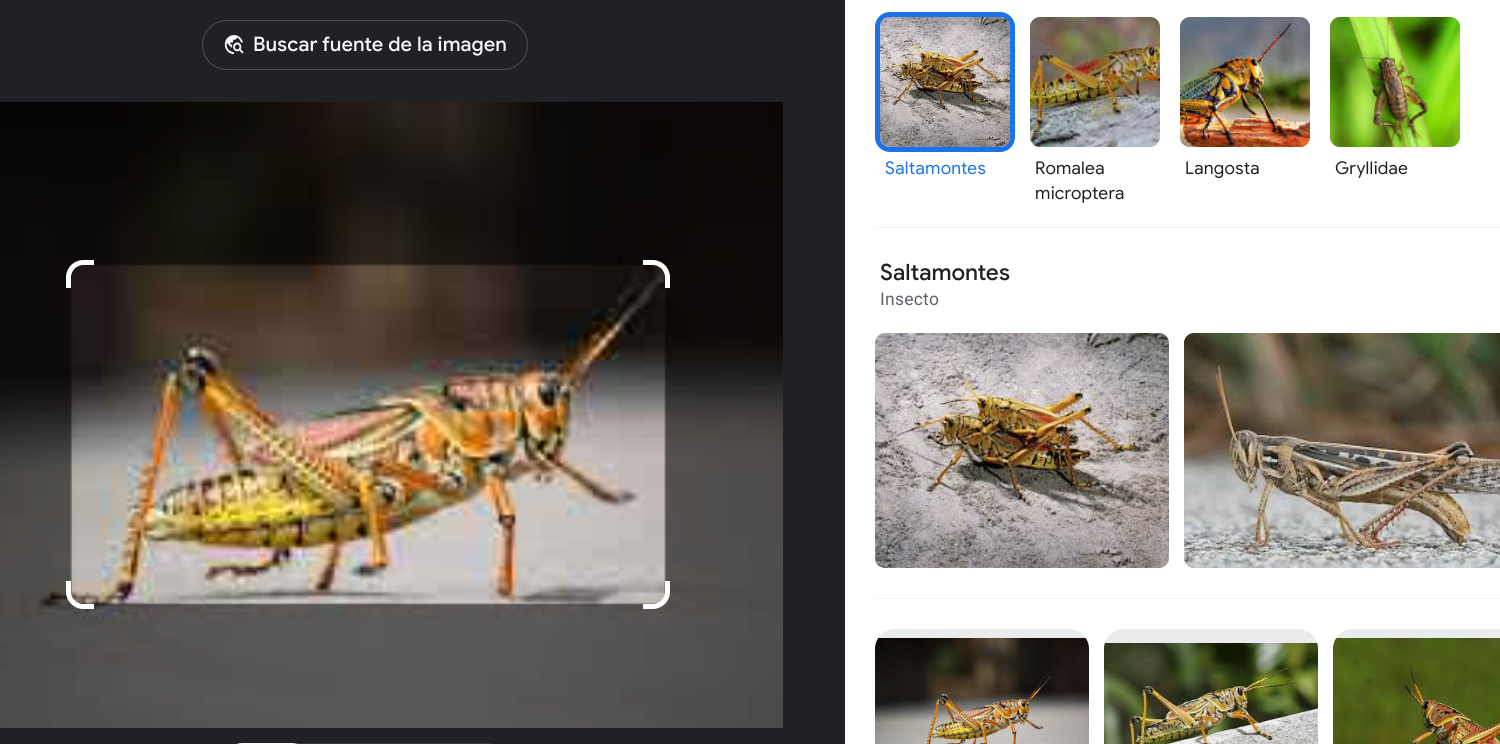 Buscar fuente de la imagen
Saltamontes
Romalea
microptera
Langosta
Gryllidae
Saltamontes
Insecto